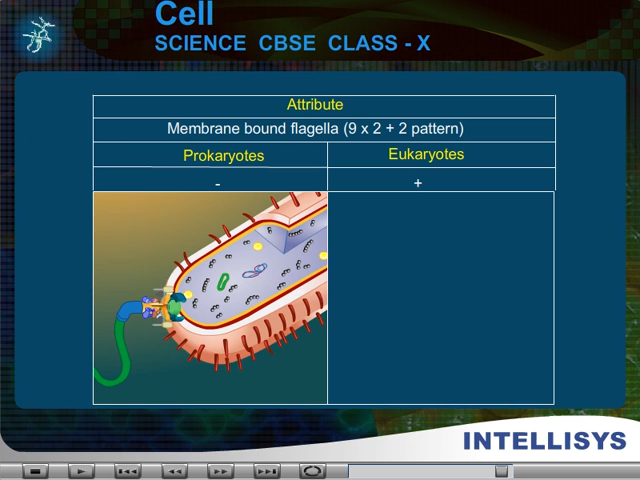 Cell
SCIENCE CBSE CLASS - X
Attribute
Membrane bound flagella (9 x 2 + 2 pattern)
Prokaryotes Eukaryotes
- +
INTELLISYS